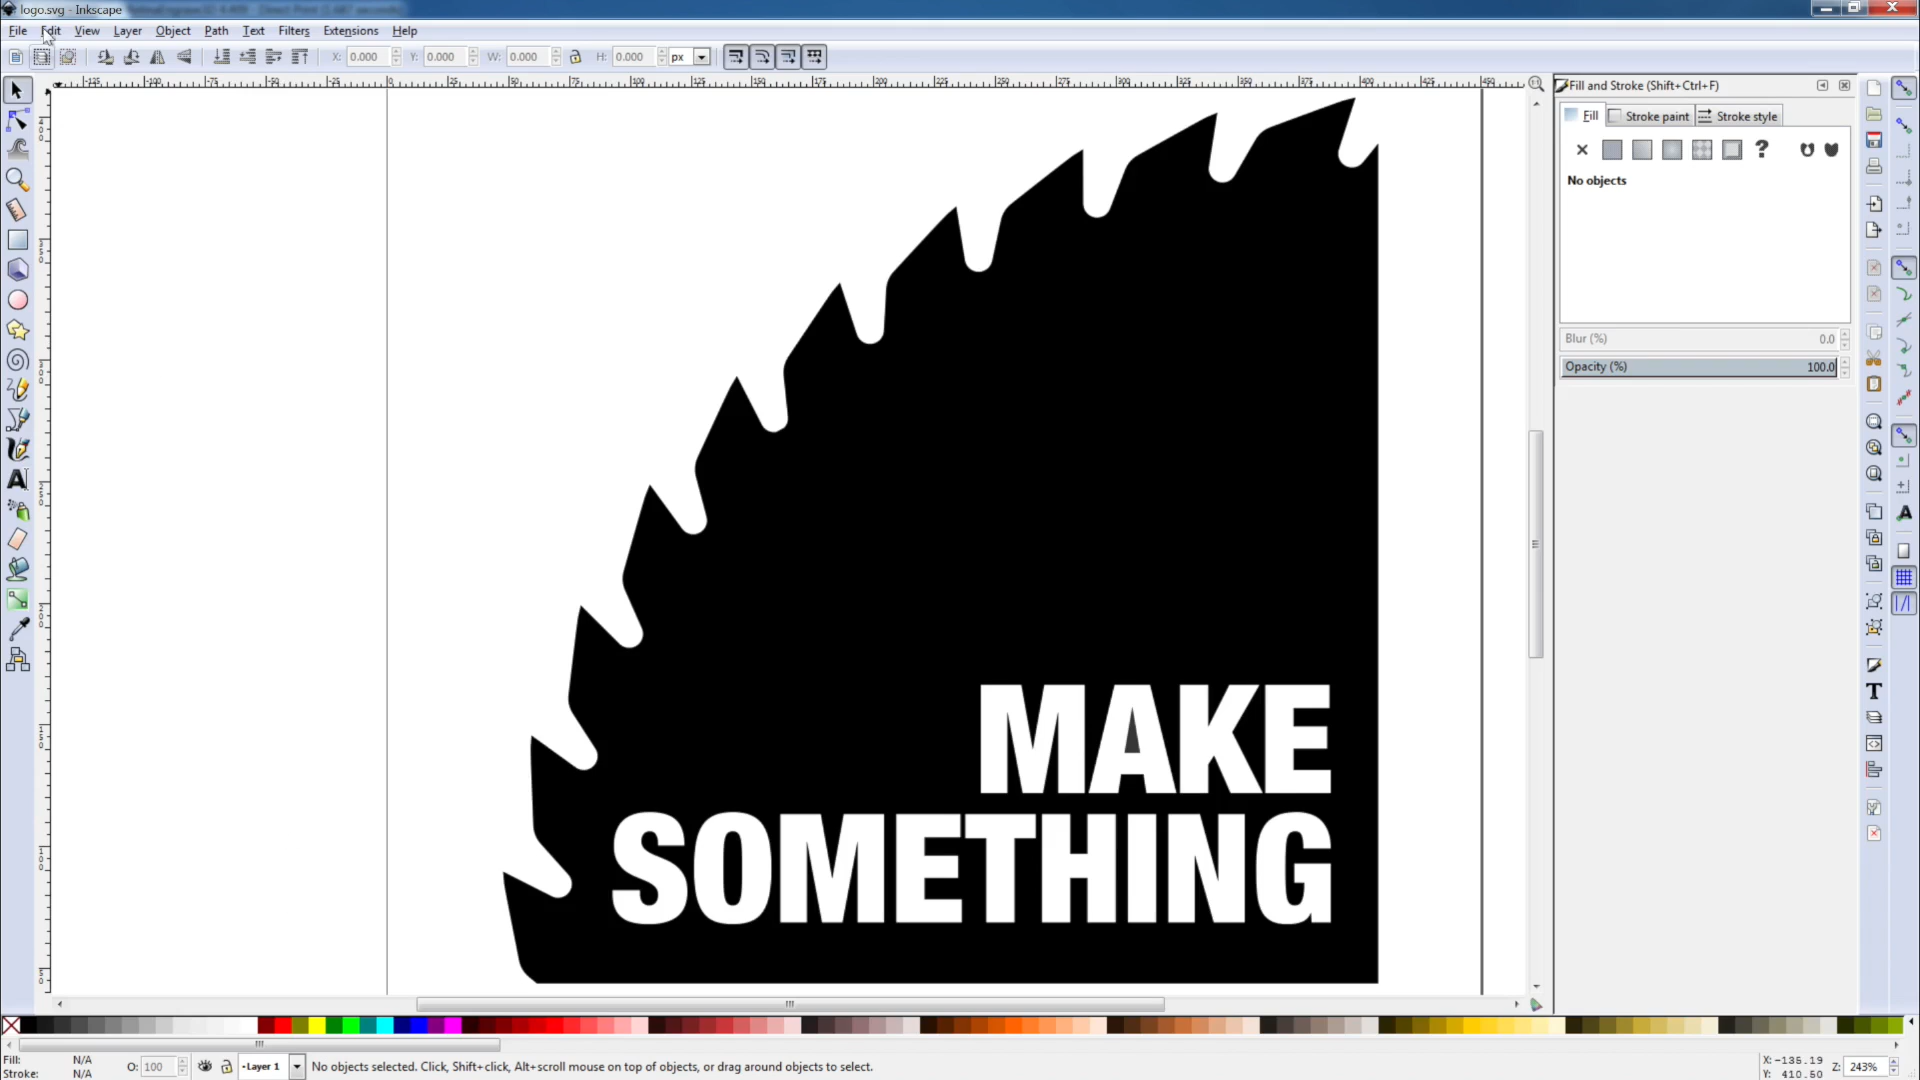 logo.svg - Inkscape
File Edit View Layer Object Path Text Filters Extensions Help
X: 0.000 Y: 0.000 W: 0.000 H: 0.000 px
Fill and Stroke (Shift+Ctrl+F)
Fill Stroke paint Stroke style
?
No objects
Blur (%) 0.0
Opacity (%) 100.0
MAKE
SOMETHING
Fill: N/A
Stroke: N/A
O: 100
Layer 1
No objects selected. Click, Shift+click, Alt+scroll mouse on top of objects, or drag around objects to select.
X: -135.19
Y: 410.50
Z: 243%